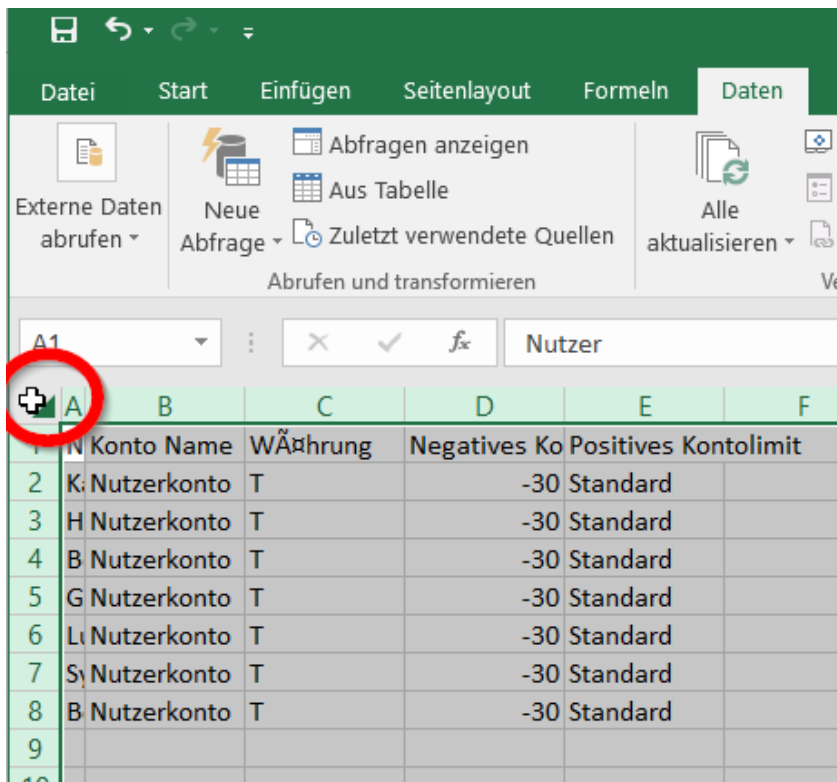 Datei Start Einfügen Seitenlayout Formeln Daten
Externe Daten abrufen
Neue Abfrage
Abfragen anzeigen
Aus Tabelle
Zuletzt verwendete Quellen
Alle aktualisieren
Abrufen und transformieren
A1 fx Nutzer
A B C D E F
1 N Konto Name WÃ¤hrung Negatives Ko Positives Kontolimit
2 Nutzerkonto T -30 Standard
3 H Nutzerkonto T -30 Standard
4 B Nutzerkonto T -30 Standard
5 G Nutzerkonto T -30 Standard
6 Nutzerkonto T -30 Standard
7 Nutzerkonto T -30 Standard
8 Nutzerkonto T -30 Standard
9